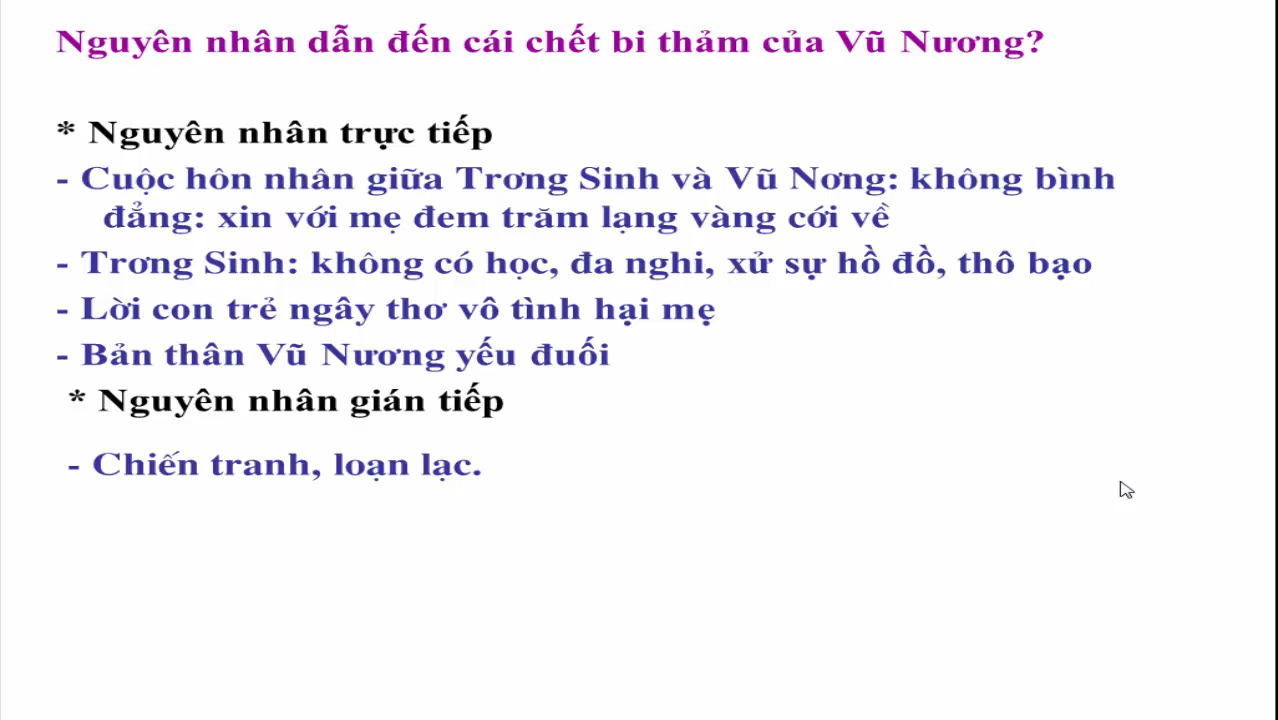 Nguyên nhân dẫn đến cái chết bi thảm của Vũ Nương?
* Nguyên nhân trực tiếp
- Cuộc hôn nhân giữa Trơng Sinh và Vũ Nơng: không bình
đẳng: xin với mẹ đem trăm lạng vàng cới về
- Trơng Sinh: không có học, đa nghi, xử sự hồ đồ, thô bạo
- Lời con trẻ ngây thơ vô tình hại mẹ
- Bản thân Vũ Nương yếu đuối
* Nguyên nhân gián tiếp
- Chiến tranh, loạn lạc.